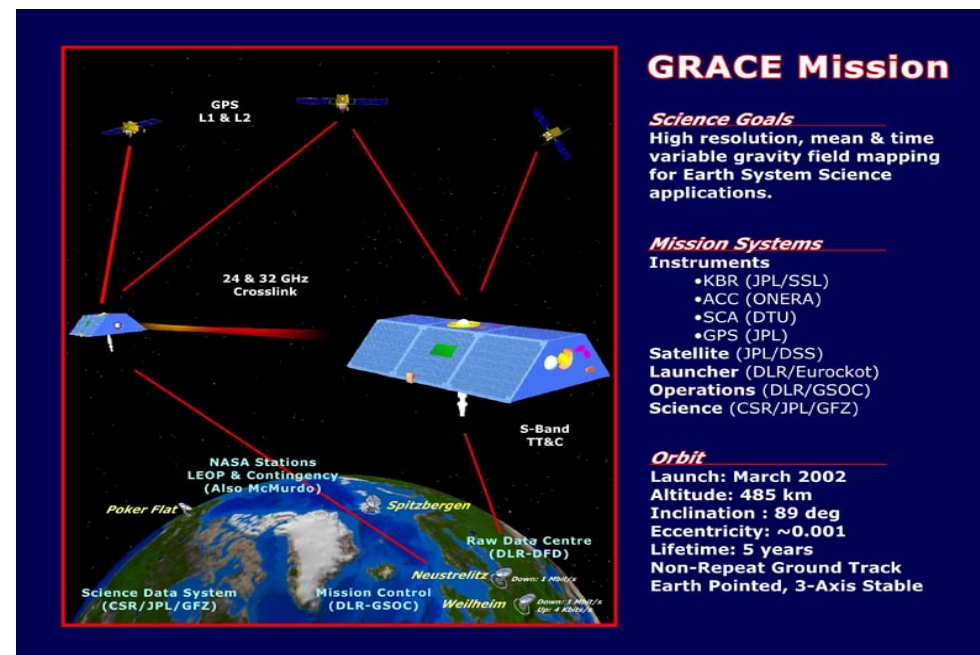 GRACE Mission
GPS
L1 & L2
24 & 32 GHz
Crosslink
S-Band
TT&C
NASA Stations
LEOP & Contingency
(Also McMurdo)
Poker Flat
Spitzbergen
Raw Data Centre
(DLR-DFD)
Neustrelitz
Down: 1 Mbit/s
Science Data System
(CSR/JPL/GFZ)
Mission Control
(DLR-GSOC)
Weilheim
Down: 1 Mbit/s
Up: 4 Kbits/s
Science Goals
High resolution, mean & time
variable gravity field mapping
for Earth System Science
applications.
Mission Systems
Instruments
•KBR (JPL/SSL)
•ACC (ONERA)
•SCA (DTU)
•GPS (JPL)
Satellite (JPL/DSS)
Launcher (DLR/Eurockot)
Operations (DLR/GSOC)
Science (CSR/JPL/GFZ)
Orbit
Launch: March 2002
Altitude: 485 km
Inclination : 89 deg
Eccentricity: ~0.001
Lifetime: 5 years
Non-Repeat Ground Track
Earth Pointed, 3-Axis Stable